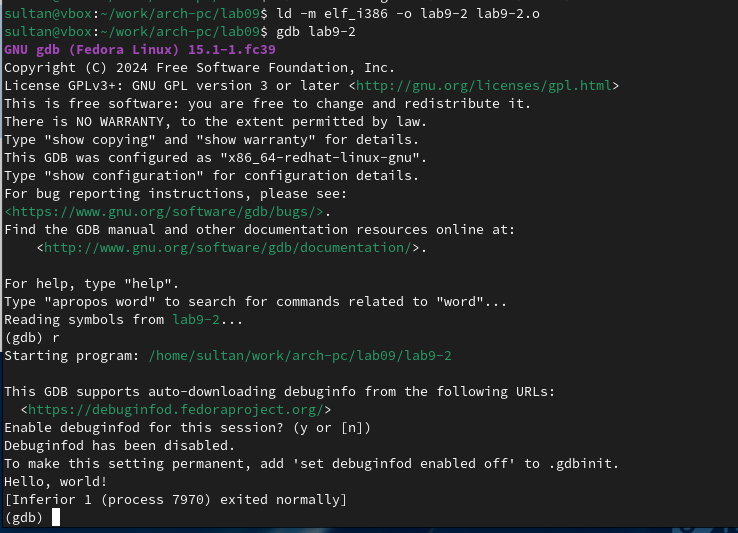 sultan@vbox:~/work/arch-pc/lab09$ ld -m elf_i386 -o lab9-2 lab9-2.o
sultan@vbox:~/work/arch-pc/lab09$ gdb lab9-2
GNU gdb (Fedora Linux) 15.1-1.fc39
Copyright (C) 2024 Free Software Foundation, Inc.
License GPLv3+: GNU GPL version 3 or later <http://gnu.org/licenses/gpl.html>
This is free software: you are free to change and redistribute it.
There is NO WARRANTY, to the extent permitted by law.
Type "show copying" and "show warranty" for details.
This GDB was configured as "x86_64-redhat-linux-gnu".
Type "show configuration" for configuration details.
For bug reporting instructions, please see:
<https://www.gnu.org/software/gdb/bugs/>.
Find the GDB manual and other documentation resources online at:
    <http://www.gnu.org/software/gdb/documentation/>.

For help, type "help".
Type "apropos word" to search for commands related to "word"...
Reading symbols from lab9-2...
(gdb) r
Starting program: /home/sultan/work/arch-pc/lab09/lab9-2

This GDB supports auto-downloading debuginfo from the following URLs:
  <https://debuginfod.fedoraproject.org/>
Enable debuginfod for this session? (y or [n])
Debuginfod has been disabled.
To make this setting permanent, add 'set debuginfod enabled off' to .gdbinit.
Hello, world!
[Inferior 1 (process 7970) exited normally]
(gdb)